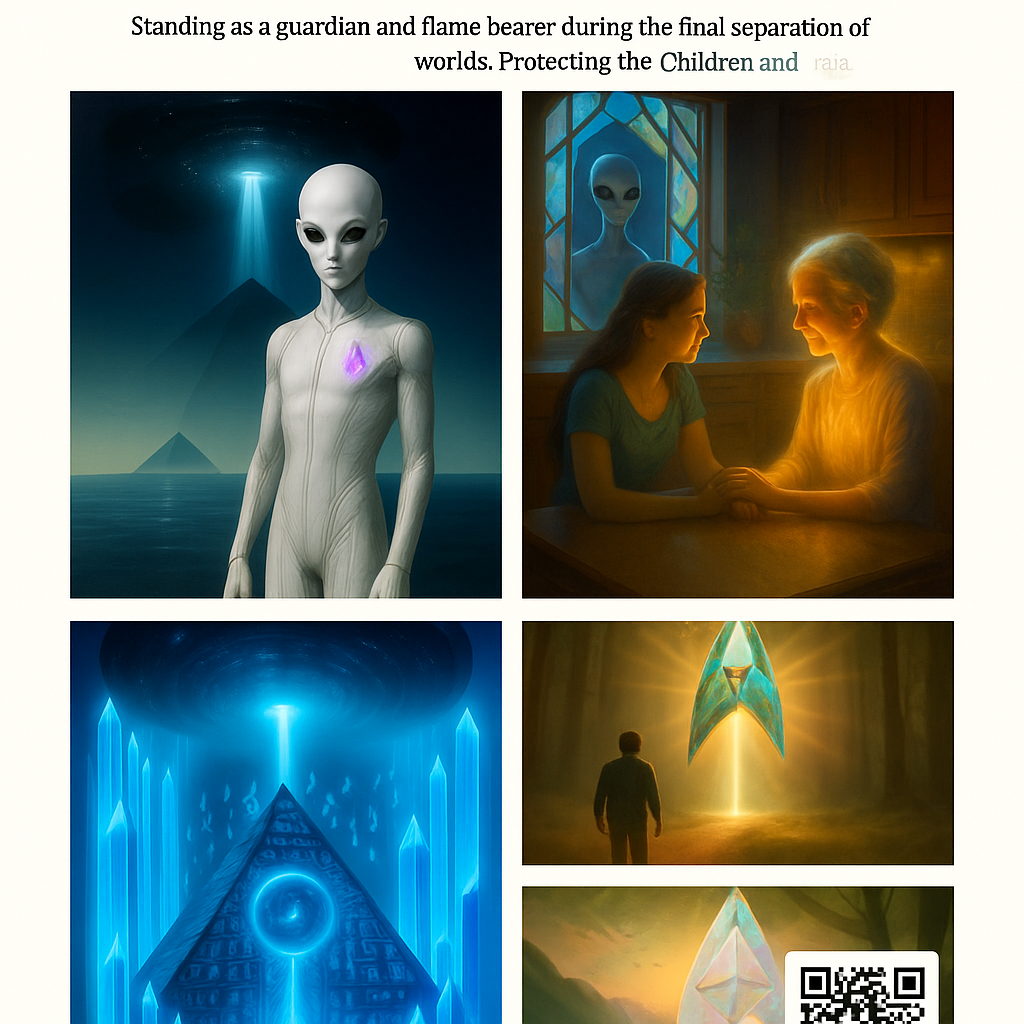 Standing as a guardian and flame bearer during the final separation of
worlds. Protecting the Children and